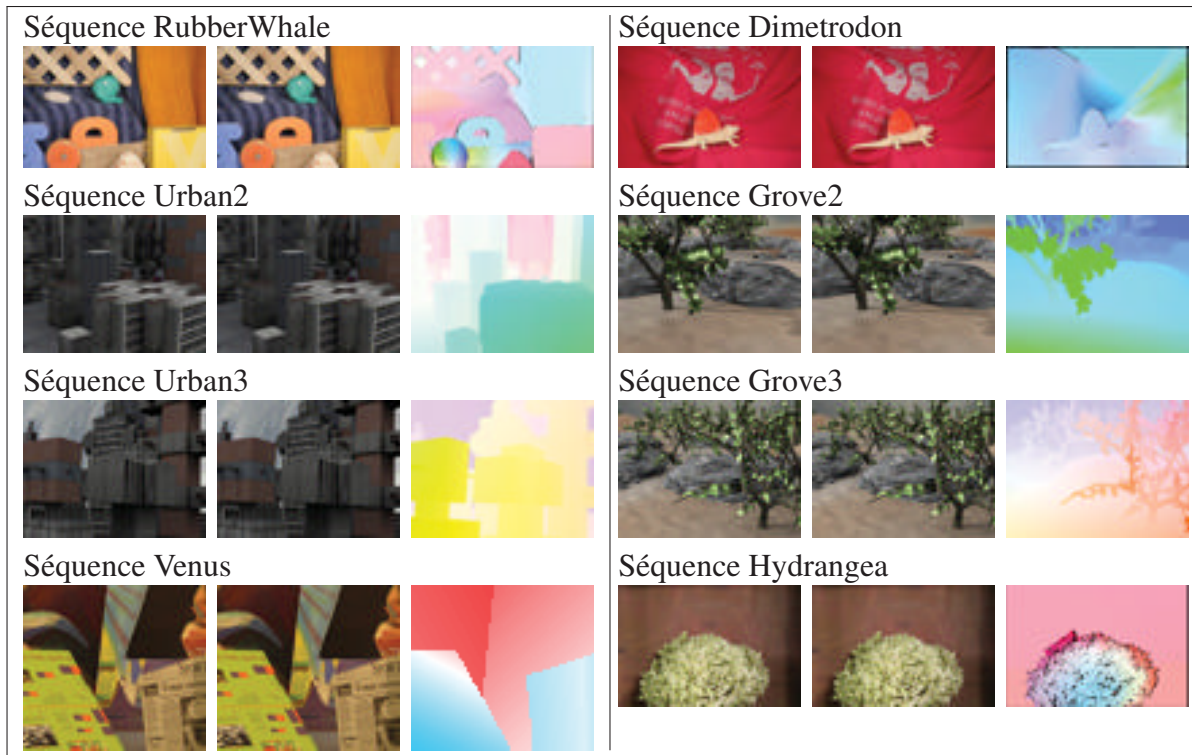 Séquence RubberWhale
Séquence Dimetrodon
Séquence Urban2
Séquence Grove2
Séquence Urban3
Séquence Grove3
Séquence Venus
Séquence Hydrangea